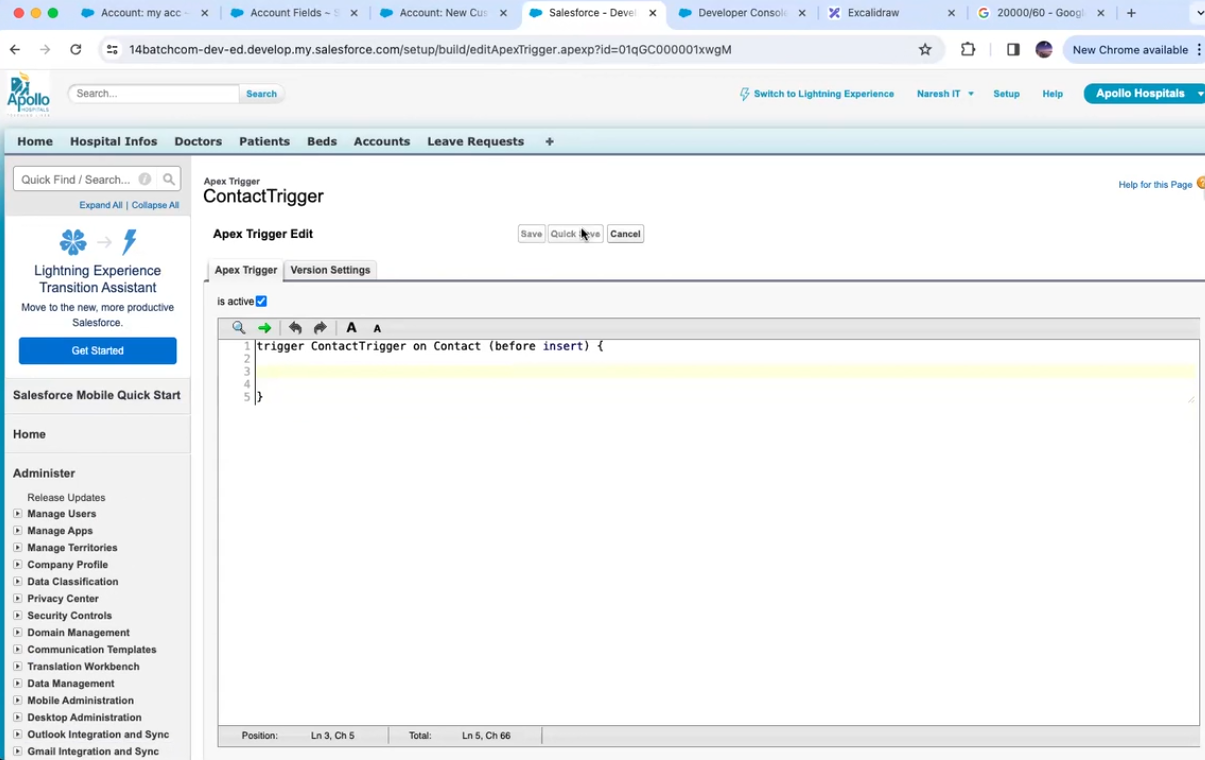 Account: my acc -
Account Fields ~ S
Account: New Cus
Salesforce - Deve
Developer Console
Excalidraw
20000/60 - Goog
14batchcom-dev-ed.develop.my.salesforce.com/setup/build/editApexTrigger.apexp?id=01qGC000001xwgM
New Chrome available
Apollo
HOSPITALS
Search...
Search
Switch to Lightning Experience
Naresh IT
Setup
Help
Apollo Hospitals
Home
Hospital Infos
Doctors
Patients
Beds
Accounts
Leave Requests
+
Quick Find / Search...
Expand All | Collapse All
Lightning Experience
Transition Assistant
Move to the new, more productive
Salesforce.
Get Started
Salesforce Mobile Quick Start
Home
Administer
Release Updates
Manage Users
Manage Apps
Manage Territories
Company Profile
Data Classification
Privacy Center
Security Controls
Domain Management
Communication Templates
Translation Workbench
Data Management
Mobile Administration
Desktop Administration
Outlook Integration and Sync
Gmail Integration and Sync
Apex Trigger
ContactTrigger
Help for this Page
Apex Trigger Edit
Save
Quick Save
Cancel
Apex Trigger
Version Settings
is active
A
A
1 trigger ContactTrigger on Contact (before insert) {
2
3
4
5 }
Position: Ln 3, Ch 5 Total: Ln 5, Ch 66